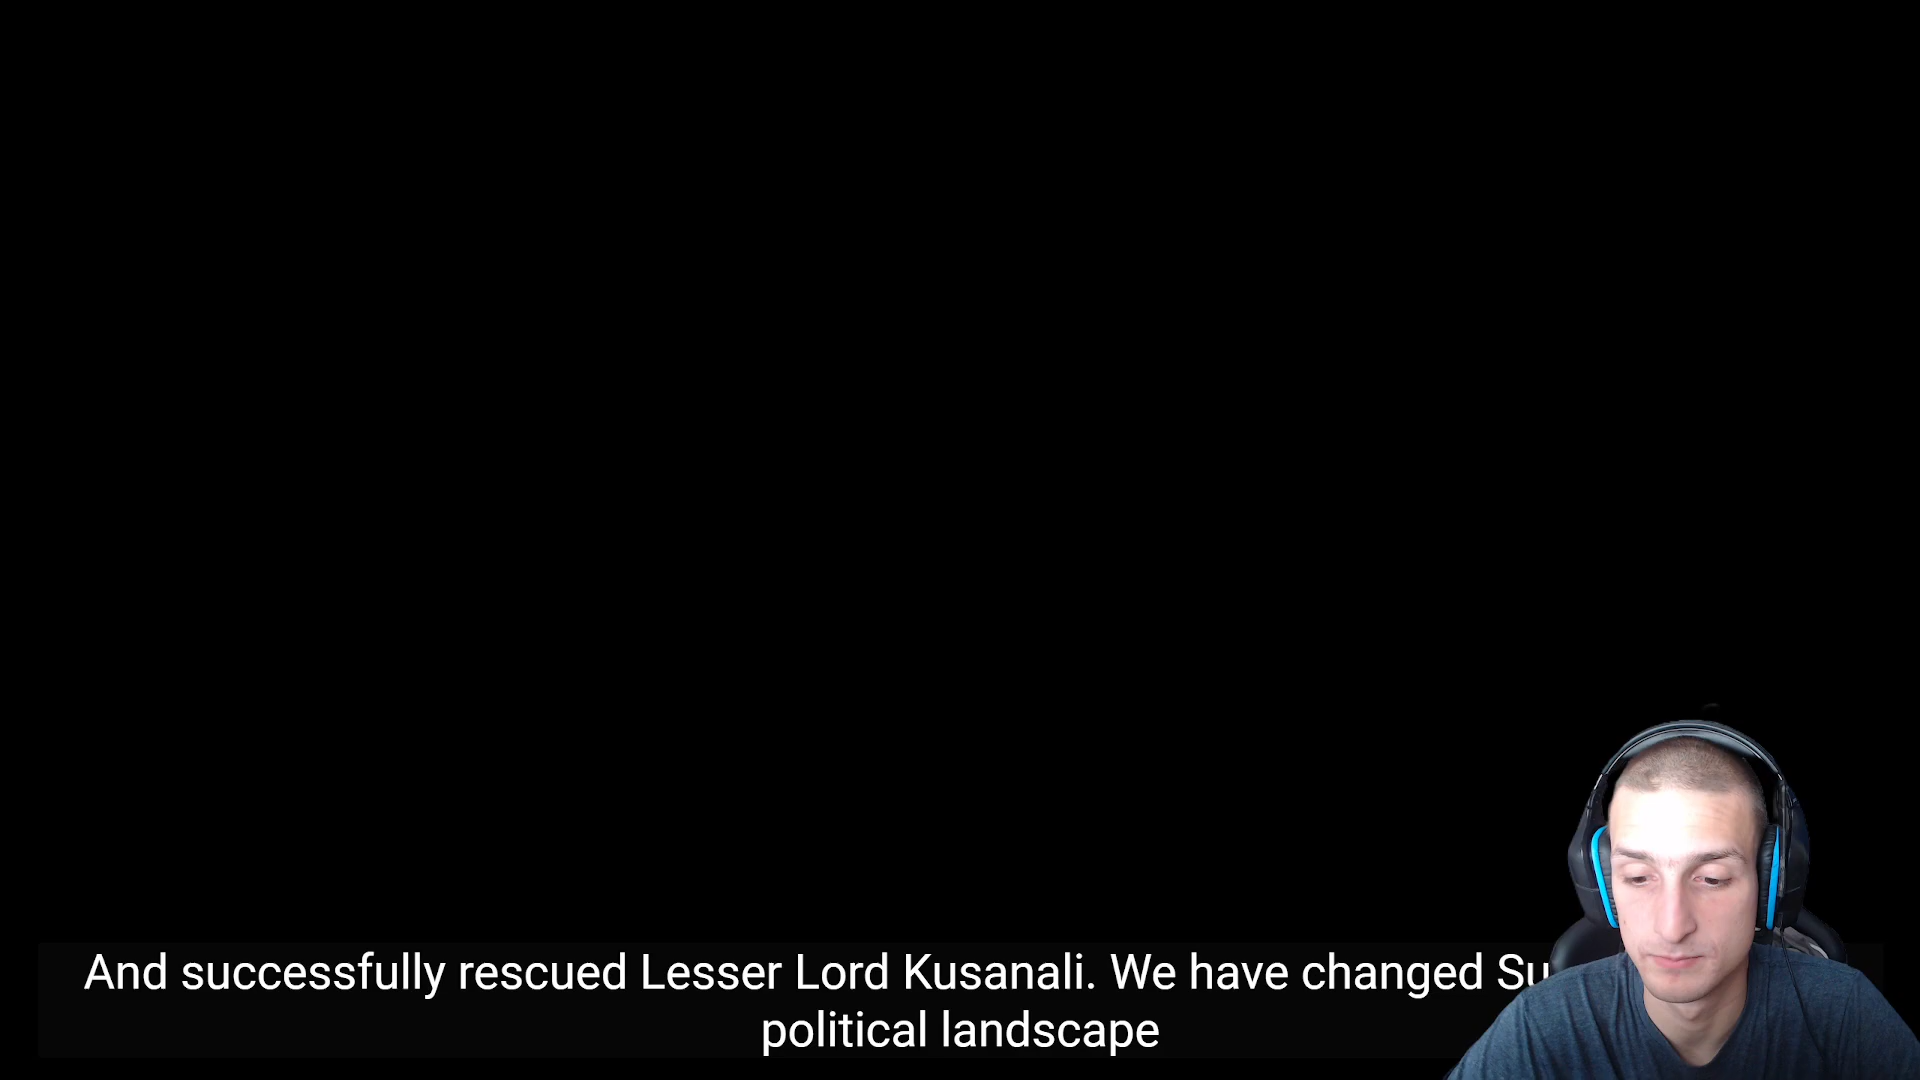 And successfully rescued Lesser Lord Kusanali. We have changed
political landscape